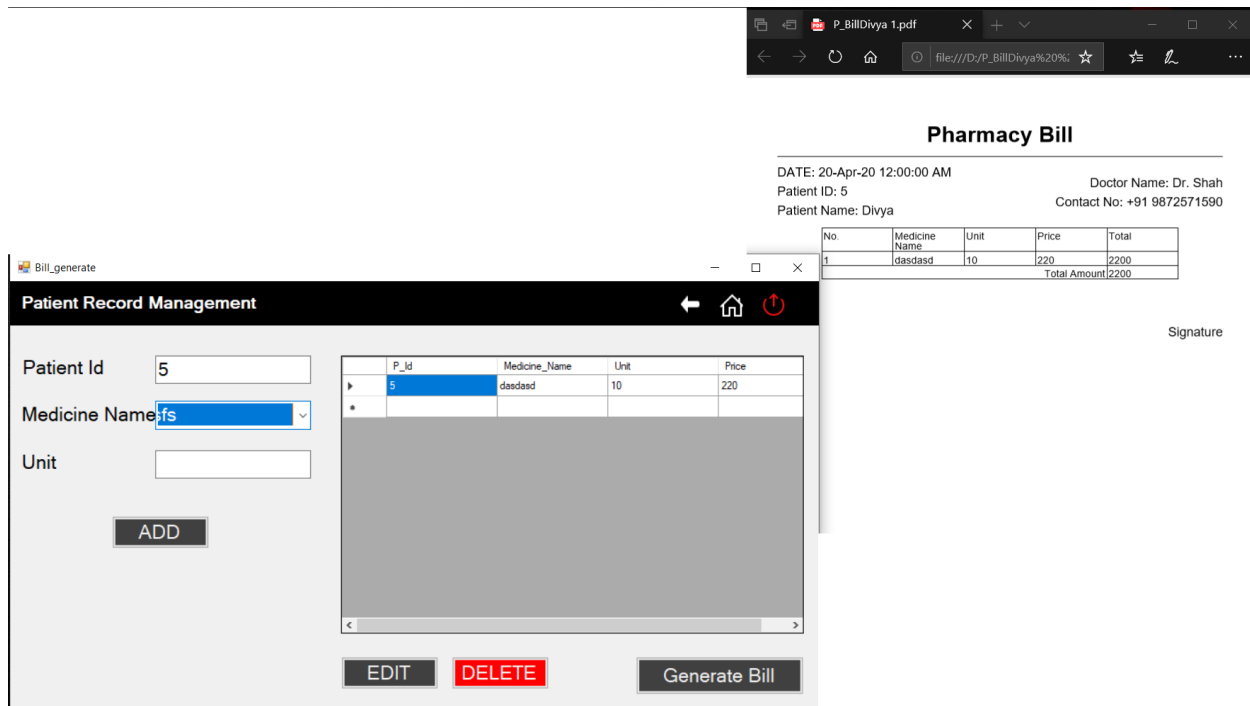 P_BillDivya 1.pdf
file:///D:/P_BillDivya%20%
Pharmacy Bill
DATE: 20-Apr-20 12:00:00 AM
Patient ID: 5
Patient Name: Divya
Doctor Name: Dr. Shah
Contact No: +91 9872571590
No. Medicine Name Unit Price Total
1 dasdasd 10 220 2200
Total Amount 2200
Signature
Bill_generate
Patient Record Management
Patient Id 5
Medicine Name sfs
Unit
ADD
P_Id Medicine_Name Unit Price
5 dasdasd 10 220
EDIT DELETE Generate Bill